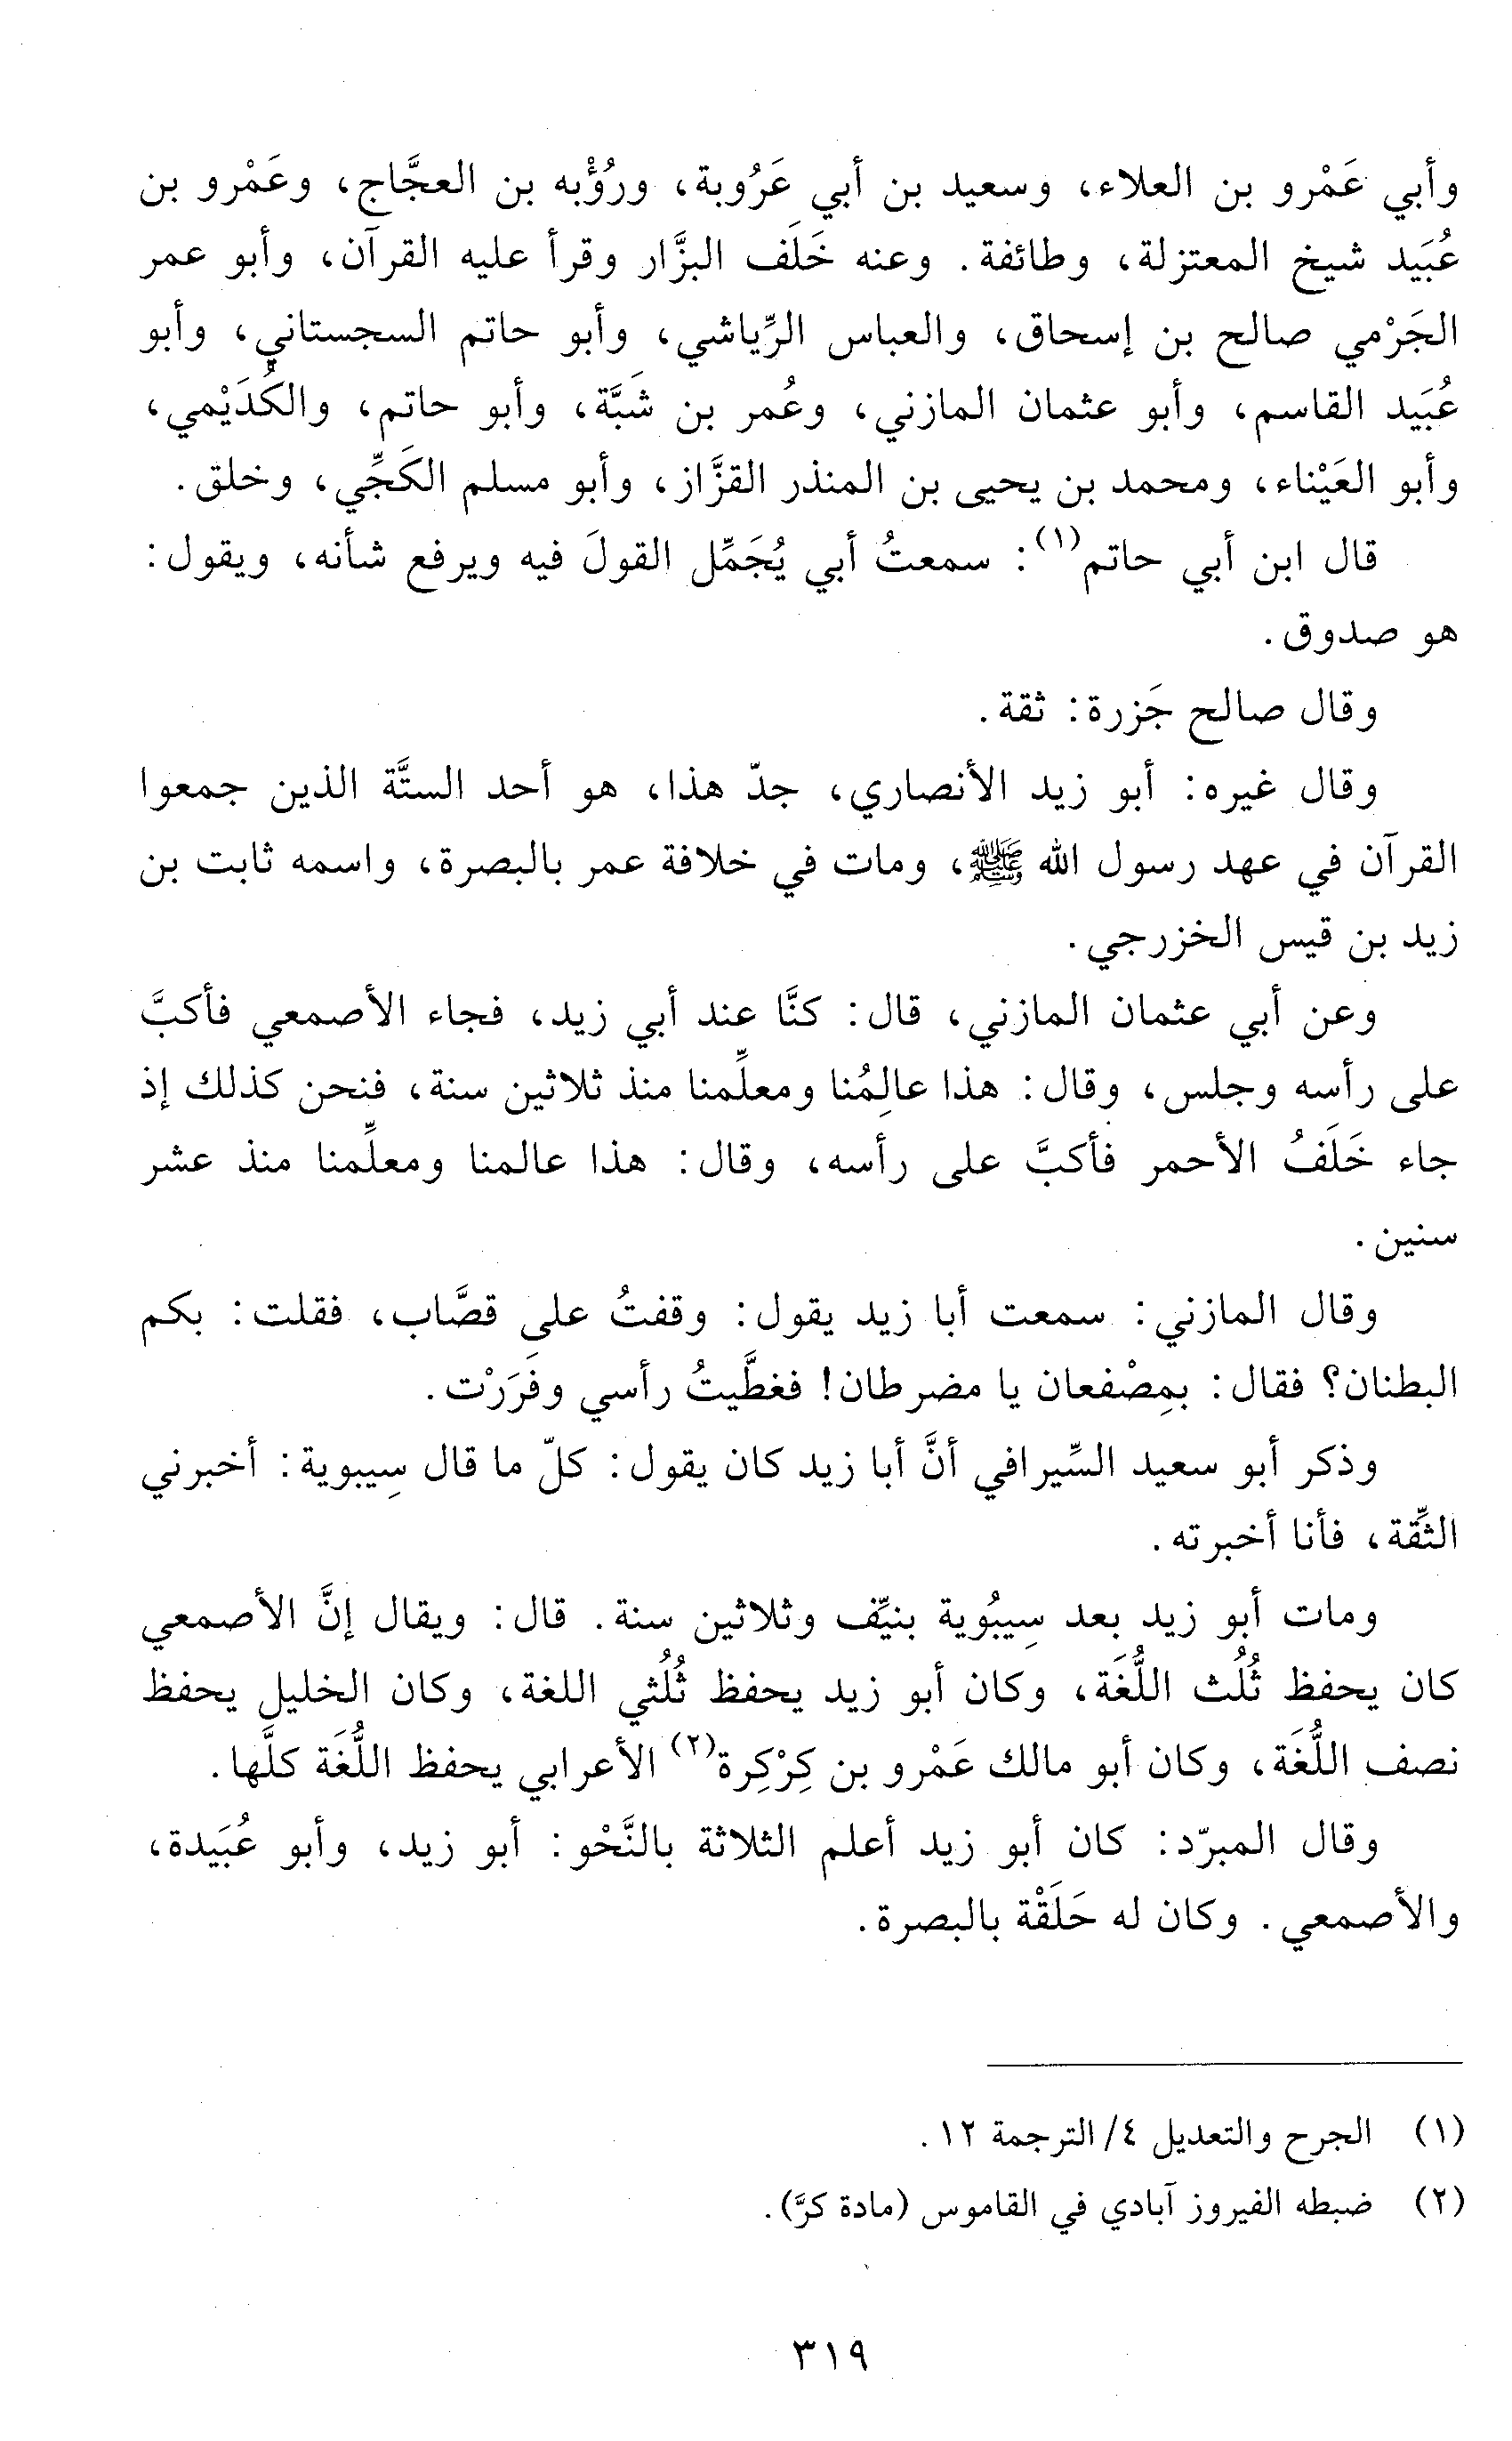 وأبي عَمْرو بن العلاء، وسعيد بن أبي عَرُوبة، ورُؤْبه بن العجَّاج، وعَمْرو بن
عُبَيد شيخ المعتزلة، وطائفة. وعنه خَلَف البزَّار وقرأ عليه القرآن، وأبو عمر
الجَرْمي صالح بن إسحاق، والعباس الرِّياشي، وأبو حاتم السجستاني، وأبو
عُبَيد القاسم، وأبو عثمان المازني، وعُمر بن شَبَّة، وأبو حاتم، والكُدَيْمي،
وأبو العَيْناء، ومحمد بن يحيى بن المنذر القزَّاز، وأبو مسلم الكَجِّي، وخلق.
قال ابن أبي حاتم(١): سمعتُ أبي يُجَمِّل القولَ فيه ويرفع شأنه، ويقول:
هو صدوق.
وقال صالح جَزرة: ثقة.
وقال غيره: أبو زيد الأنصاري، جدّ هذا، هو أحد الستَّة الذين جمعوا
القرآن في عهد رسول الله ﷺ، ومات في خلافة عمر بالبصرة، واسمه ثابت بن
زيد بن قيس الخزرجي.
وعن أبي عثمان المازني، قال: كنَّا عند أبي زيد، فجاء الأصمعي فأكبَّ
على رأسه وجلس، وقال: هذا عالِمُنا ومعلِّمنا منذ ثلاثين سنة، فنحن كذلك إذ
جاء خَلَفُ الأحمر فأكبَّ على رأسه، وقال: هذا عالمنا ومعلِّمنا منذ عشر
سنين.
وقال المازني: سمعت أبا زيد يقول: وقفتُ على قصَّاب، فقلت: بكم
البطنان؟ فقال: بمِصْفعان يا مضرطان! فغطَّيتُ رأسي وفَرَرْت.
وذكر أبو سعيد السِّيرافي أنَّ أبا زيد كان يقول: كلّ ما قال سِيبوية: أخبرني
الثِّقة، فأنا أخبرته.
ومات أبو زيد بعد سِيبُوية بنيِّف وثلاثين سنة. قال: ويقال إنَّ الأصمعي
كان يحفظ ثُلُث اللُّغَة، وكان أبو زيد يحفظ ثُلُثي اللغة، وكان الخليل يحفظ
نصف اللُّغَة، وكان أبو مالك عَمْرو بن كِرْكِرة(٢) الأعرابي يحفظ اللُّغَة كلَّها.
وقال المبرّد: كان أبو زيد أعلم الثلاثة بالنَّحْو: أبو زيد، وأبو عُبَيدة،
والأصمعي. وكان له حَلَقْة بالبصرة.
(١) الجرح والتعديل ٤/ الترجمة ١٢.
(٢) ضبطه الفيروز آبادي في القاموس (مادة كرَّ).
٣١٩